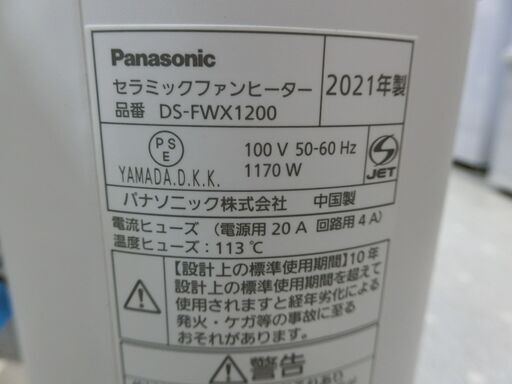 Panasonic
セラミックファンヒーター
2021年製
品番 DS-FWX1200
PSE
100 V 50-60 Hz
JET
YAMADA.D.K.K.
1170 W
パナソニック株式会社 中国製
電流ヒューズ(電源用20A 回路用4A)
温度ヒューズ:113℃
【設計上の標準使用期間】10年
設計上の標準使用期間を超えて
使用されますと経年劣化による
発火・ケガ等の事故に至る
おそれがあります。
警告